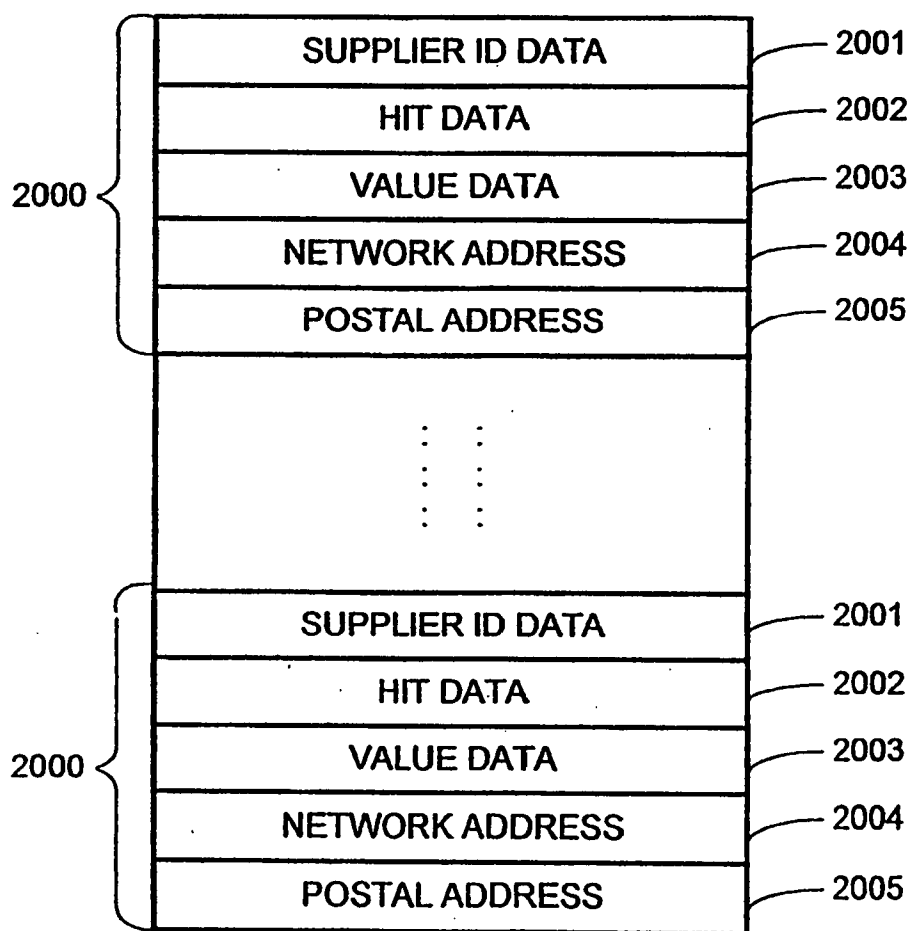 SUPPLIER ID DATA 2001
HIT DATA 2002
2000 VALUE DATA 2003
NETWORK ADDRESS 2004
POSTAL ADDRESS 2005
SUPPLIER ID DATA 2001
HIT DATA 2002
2000 VALUE DATA 2003
NETWORK ADDRESS 2004
POSTAL ADDRESS 2005